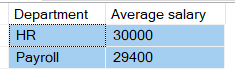 Department Average salary
HR 30000
Payroll 29400